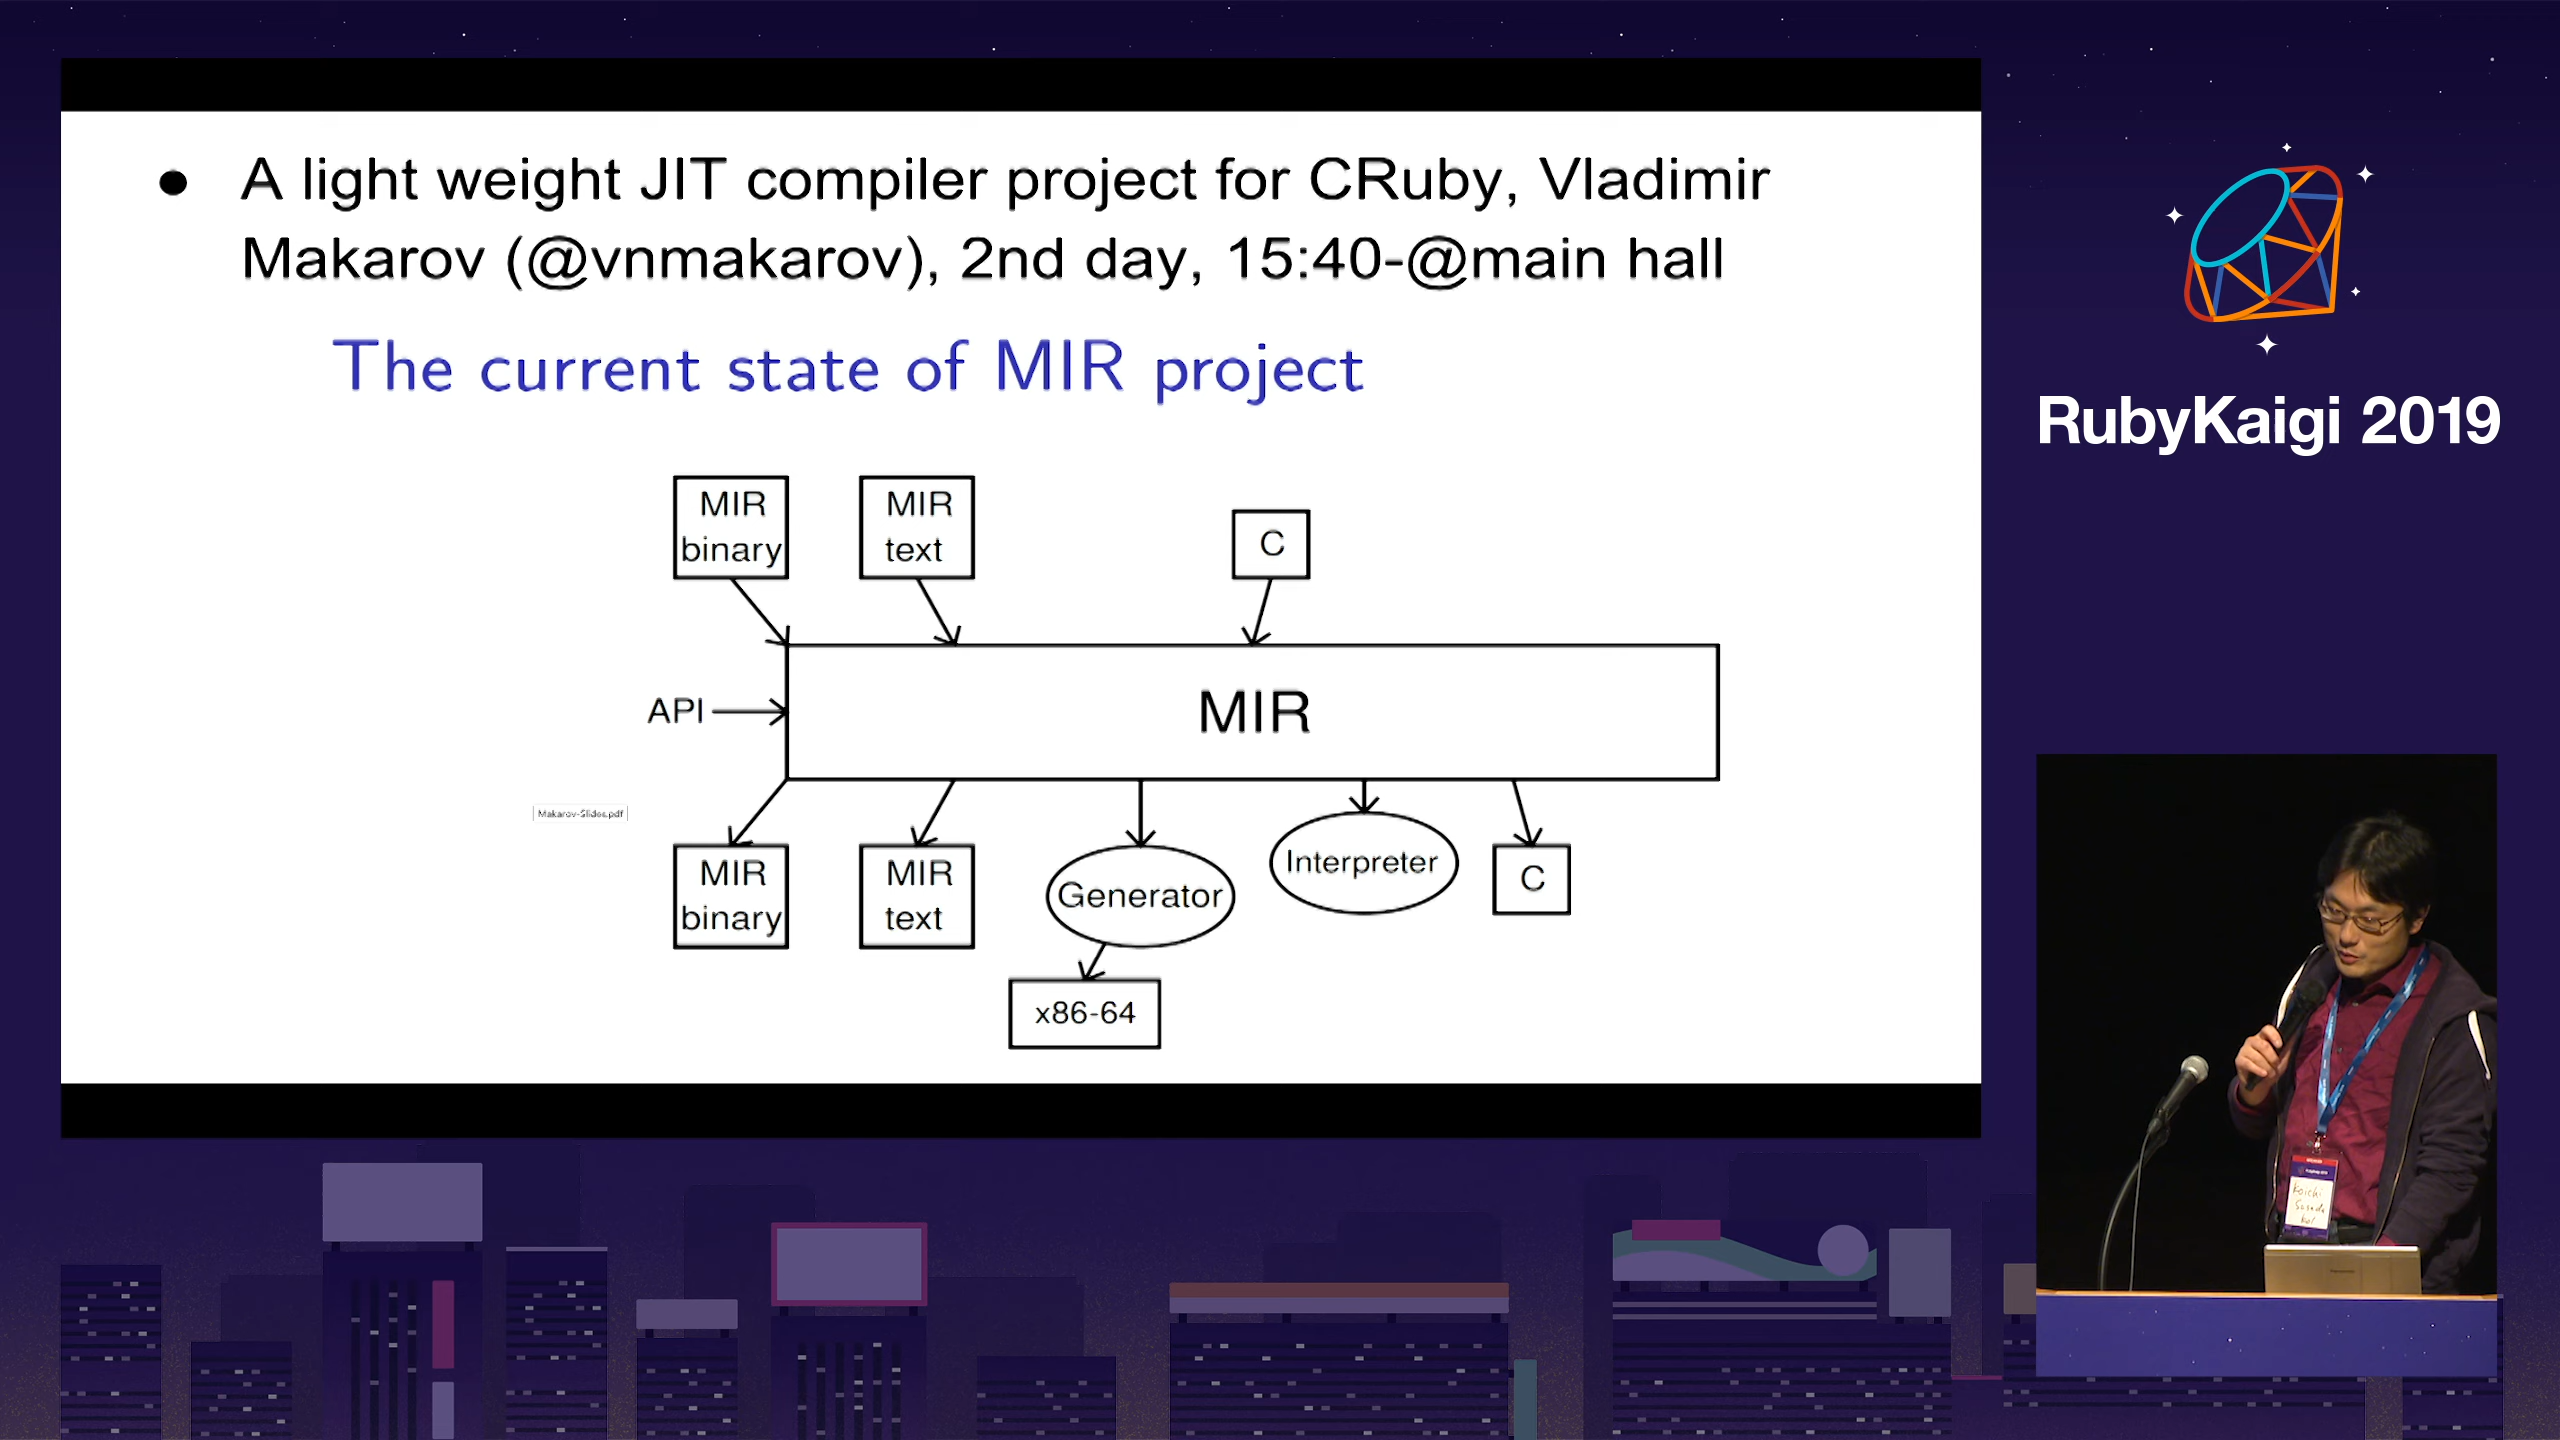 ● A light weight JIT compiler project for CRuby, Vladimir
Makarov (@vnmakarov), 2nd day, 15:40-@main hall
The current state of MIR project
MIR
binary
MIR
text
C
API
MIR
Makarov-Slides.pdf
MIR
binary
MIR
text
Generator
Interpreter
C
x86-64
RubyKaigi 2019
Koichi
Sasada